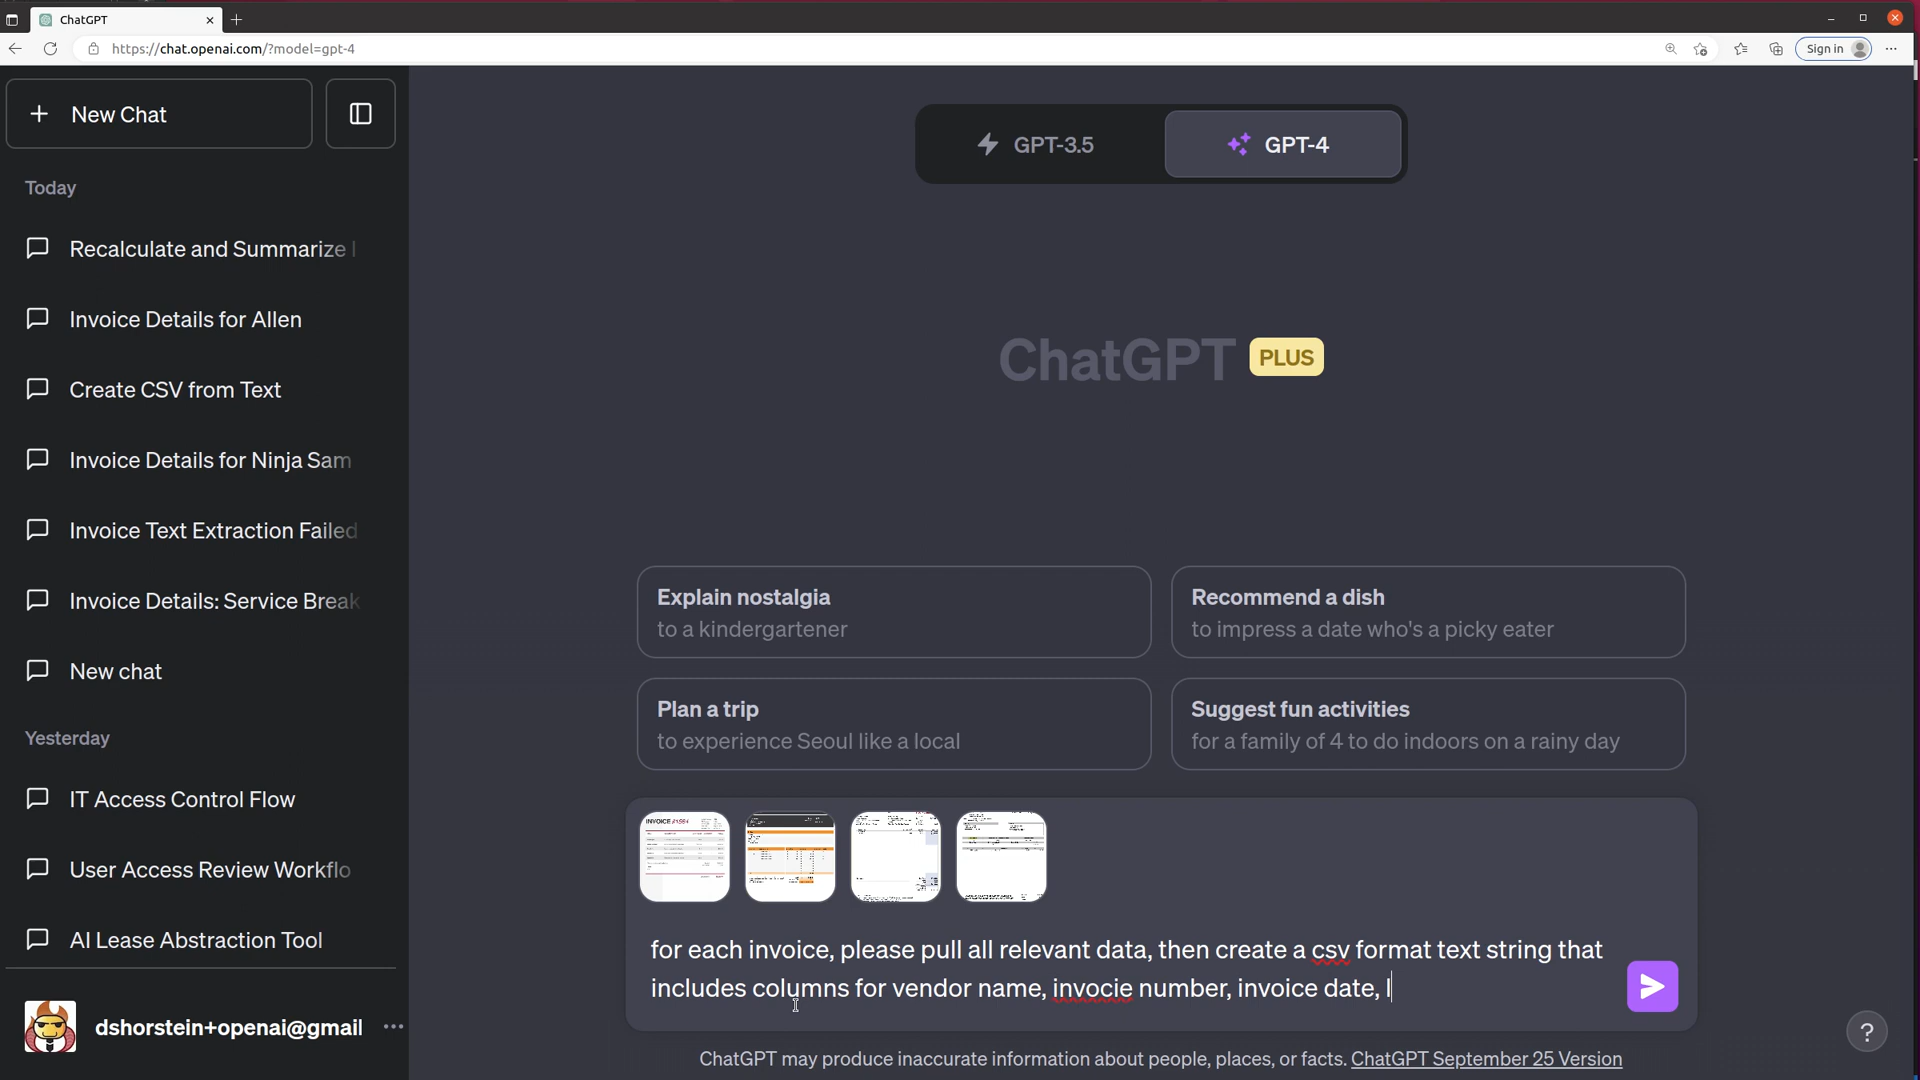 ChatGPT
https://chat.openai.com/?model=gpt-4
Sign in
New Chat
Today
Recalculate and Summarize
Invoice Details for Allen
Create CSV from Text
Invoice Details for Ninja Sam
Invoice Text Extraction Failed
Invoice Details: Service Break
New chat
Yesterday
IT Access Control Flow
User Access Review Workflo
AI Lease Abstraction Tool
dshorstein+openai@gmail
GPT-3.5
GPT-4
ChatGPT PLUS
Explain nostalgia
to a kindergartener
Recommend a dish
to impress a date who's a picky eater
Plan a trip
to experience Seoul like a local
Suggest fun activities
for a family of 4 to do indoors on a rainy day
INVOICE
for each invoice, please pull all relevant data, then create a csv format text string that
includes columns for vendor name, invocie number, invoice date, l
ChatGPT may produce inaccurate information about people, places, or facts. ChatGPT September 25 Version
?